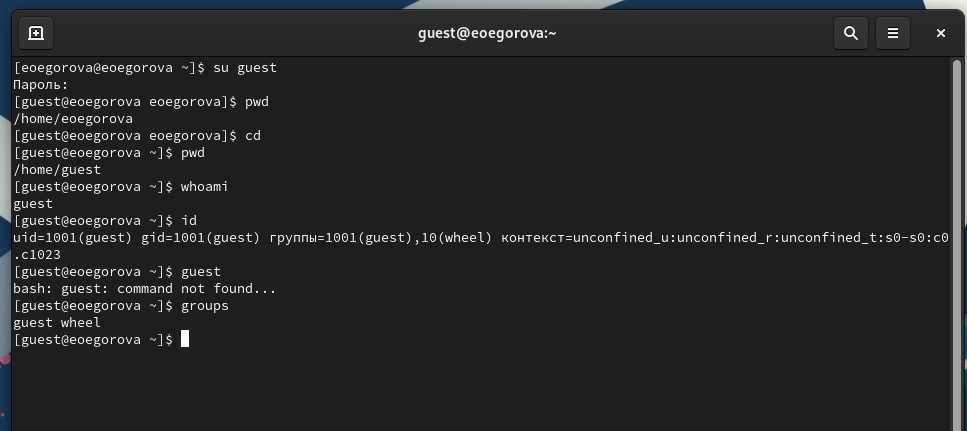 guest@eoegorova:~
[eoegorova@eoegorova ~]$ su guest
Пароль:
[guest@eoegorova eoegorova]$ pwd
/home/eoegorova
[guest@eoegorova eoegorova]$ cd
[guest@eoegorova ~]$ pwd
/home/guest
[guest@eoegorova ~]$ whoami
guest
[guest@eoegorova ~]$ id
uid=1001(guest) gid=1001(guest) группы=1001(guest),10(wheel) контекст=unconfined_u:unconfined_r:unconfined_t:s0-s0:c0
.c1023
[guest@eoegorova ~]$ guest
bash: guest: command not found...
[guest@eoegorova ~]$ groups
guest wheel
[guest@eoegorova ~]$